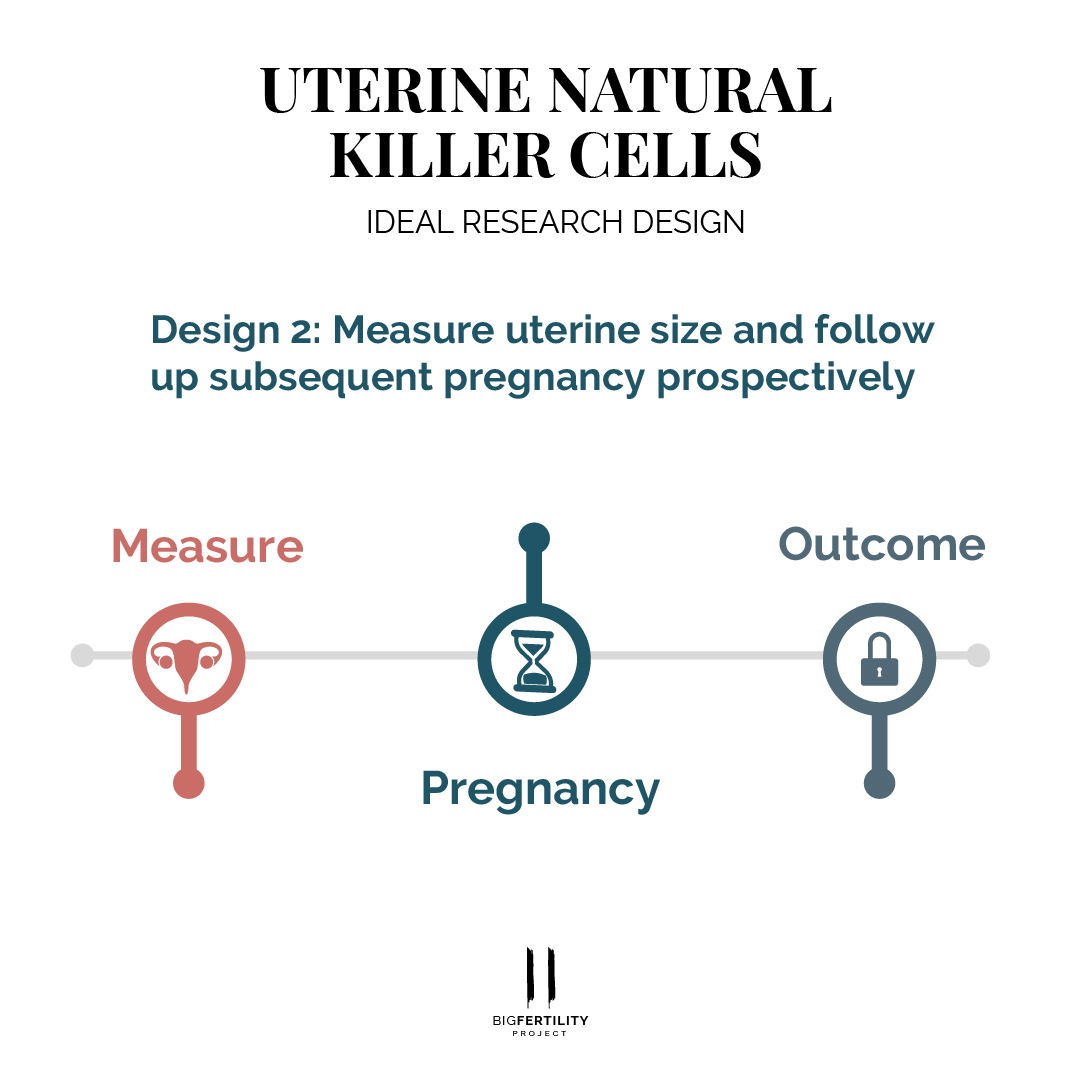 UTERINE NATURAL
KILLER CELLS
IDEAL RESEARCH DESIGN
Design 2: Measure uterine size and follow
up subsequent pregnancy prospectively
Measure
Outcome
Pregnancy
BIGFERTILITY
PROJECT